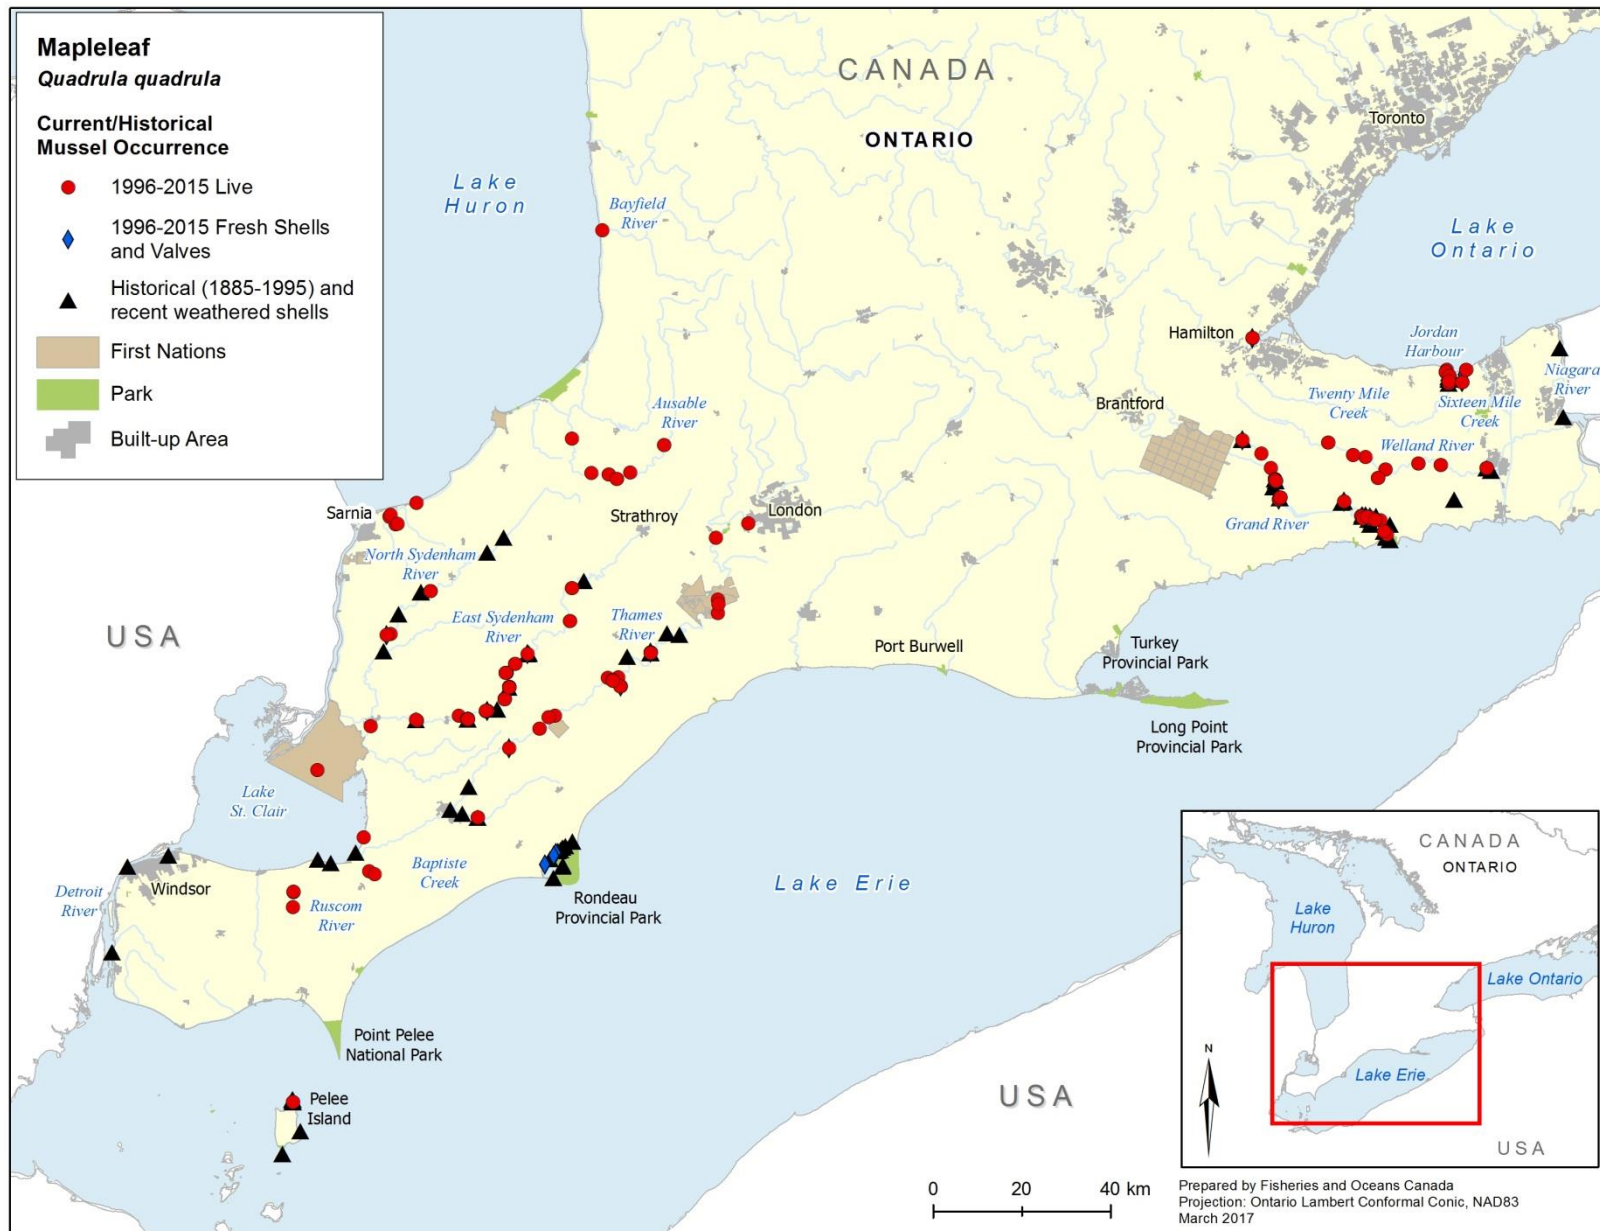 Mapleleaf
Quadrula quadrula
Current/Historical
Mussel Occurrence
1996-2015 Live
1996-2015 Fresh Shells
and Valves
Historical (1885-1995) and
recent weathered shells
First Nations
Park
Built-up Area
CANADA
ONTARIO
Toronto
Lake
Huron
Bayfield
River
Lake
Ontario
Hamilton
Jordan
Harbour
Niagara
River
Twenty Mile
Creek
Sixteen Mile
Creek
Brantford
Welland River
Grand River
Ausable
River
Sarnia
Strathroy
London
North Sydenham
River
East Sydenham
River
Thames
River
USA
Port Burwell
Turkey
Provincial Park
Long Point
Provincial Park
Lake
St. Clair
Windsor
Detroit
River
Ruscom
River
Baptiste
Creek
Rondeau
Provincial Park
Lake Erie
Point Pelee
National Park
Pelee
Island
USA
CANADA
ONTARIO
Lake
Huron
Lake Ontario
Lake Erie
USA
N
0 20 40 km
Prepared by Fisheries and Oceans Canada
Projection: Ontario Lambert Conformal Conic, NAD83
March 2017